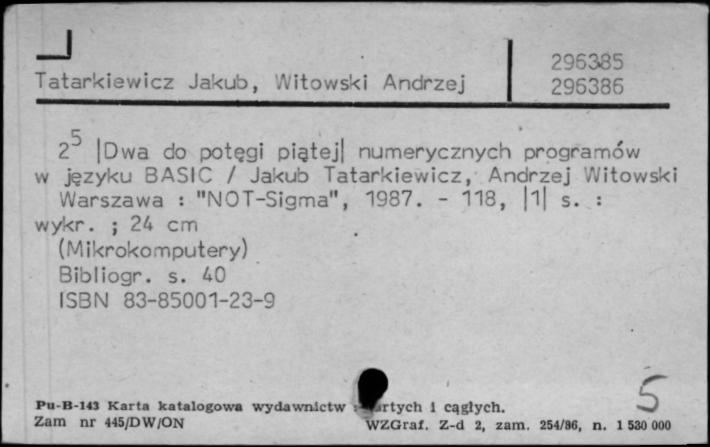 296385
Tatarkiewicz Jakub, Witowski Andrzej 296386
2⁵ |Dwa do potęgi piątej| numerycznych programów
w języku BASIC / Jakub Tatarkiewicz, Andrzej Witowski
Warszawa : "NOT-Sigma", 1987. - 118, |1| s. :
wykr. ; 24 cm
(Mikrokomputery)
Bibliogr. s. 40
ISBN 83-85001-23-9
5
Pu-B-143 Karta katalogowa wydawnictw i cągłych.
Zam nr 445/DW/ON WZGraf. Z-d 2, zam. 254/86, n. 1 530 000